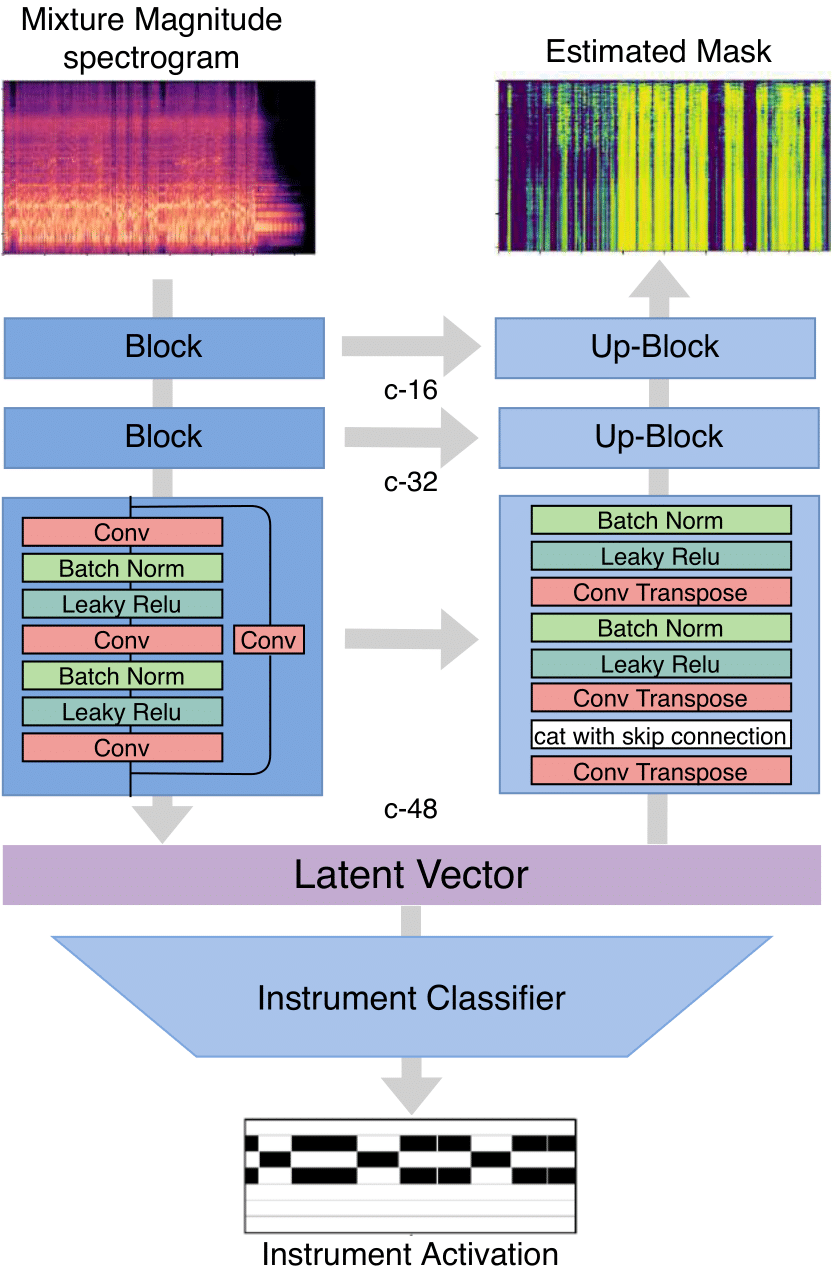 Mixture Magnitude
spectrogram
Estimated Mask
Block
Up-Block
c-16
Block
Up-Block
c-32
Conv
Batch Norm
Leaky Relu
Conv
Conv
Batch Norm
Leaky Relu
Conv
Batch Norm
Leaky Relu
Conv Transpose
Batch Norm
Leaky Relu
Conv Transpose
cat with skip connection
Conv Transpose
c-48
Latent Vector
Instrument Classifier
Instrument Activation